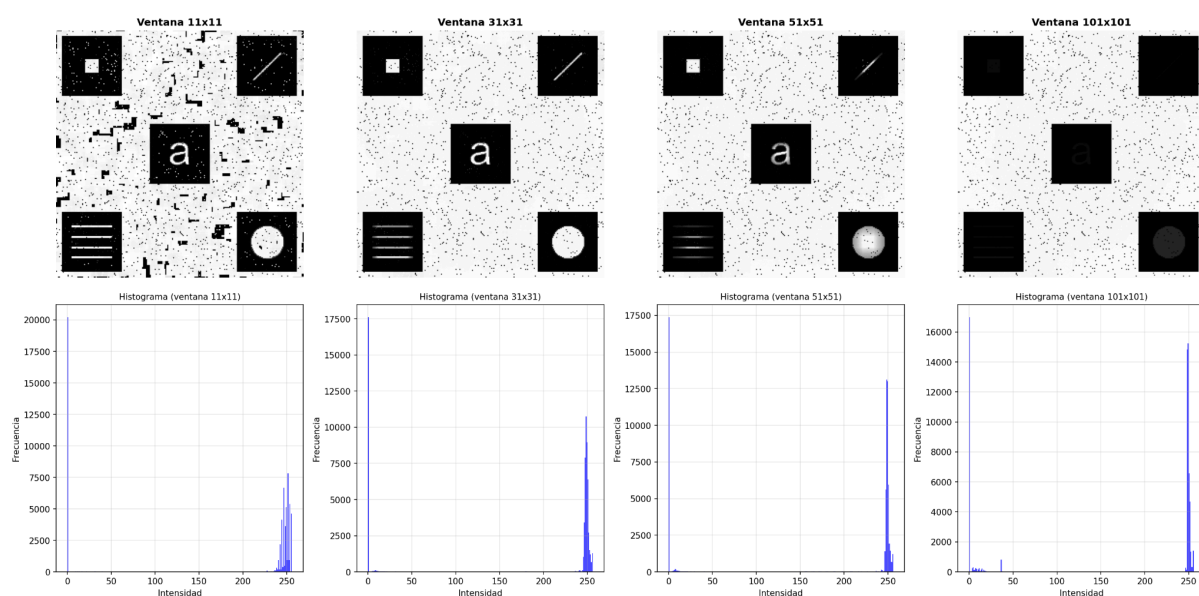 Ventana 11x11
a
Histograma (ventana 11x11)
Frecuencia
20000
17500
15000
12500
10000
7500
5000
2500
0
0 50 100 150 200 250
Intensidad
Ventana 31x31
a
Histograma (ventana 31x31)
Frecuencia
17500
15000
12500
10000
7500
5000
2500
0
0 50 100 150 200 250
Intensidad
Ventana 51x51
a
Histograma (ventana 51x51)
Frecuencia
17500
15000
12500
10000
7500
5000
2500
0
0 50 100 150 200 250
Intensidad
Ventana 101x101
a
Histograma (ventana 101x101)
Frecuencia
16000
14000
12000
10000
8000
6000
4000
2000
0
0 50 100 150 200 250
Intensidad